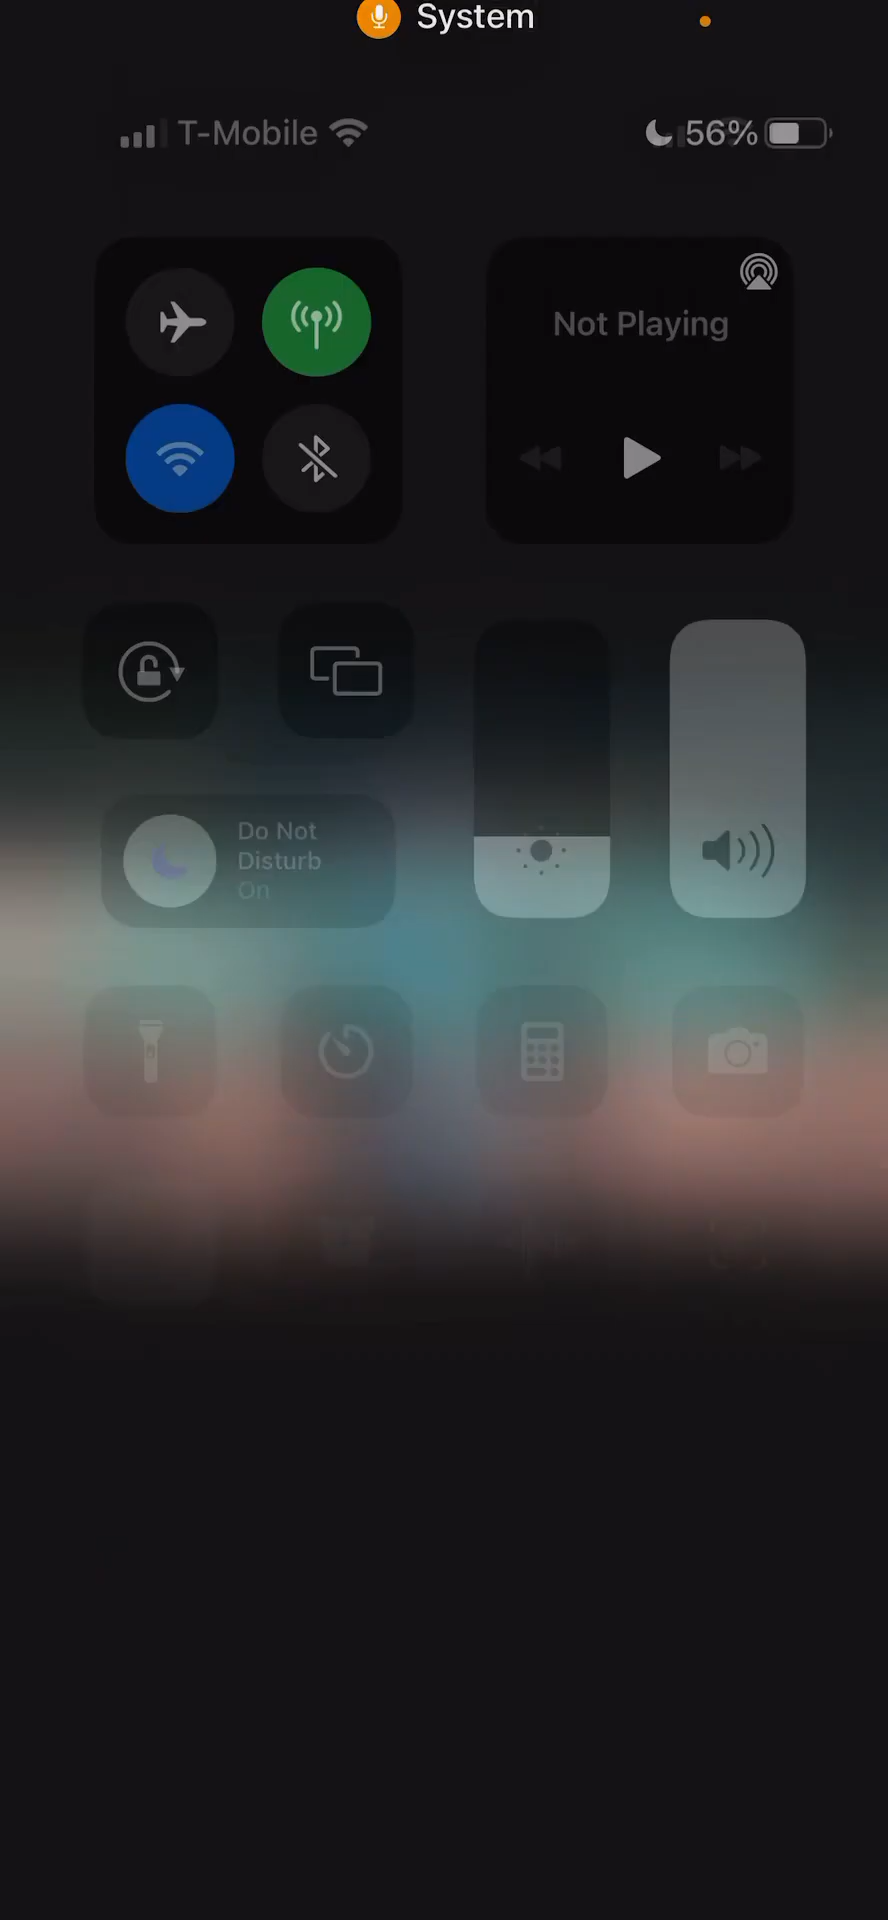 System
T-Mobile
56%
Not Playing
Do Not
Disturb
On